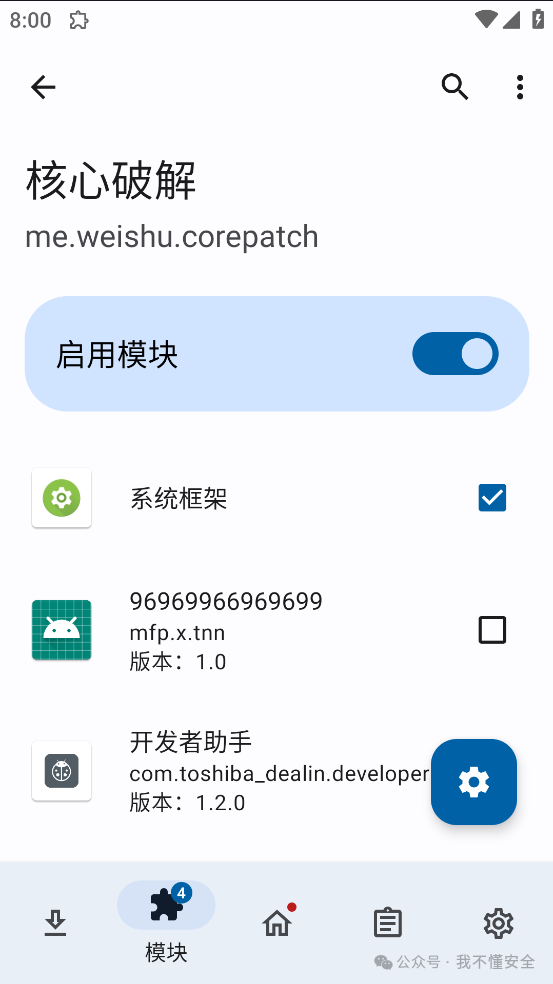 8:00
核心破解
me.weishu.corepatch
启用模块
系统框架
96969966969699
mfp.x.tnn
版本：1.0
开发者助手
com.toshiba_dealin.developer
版本：1.2.0
4
模块
公众号 · 我不懂安全